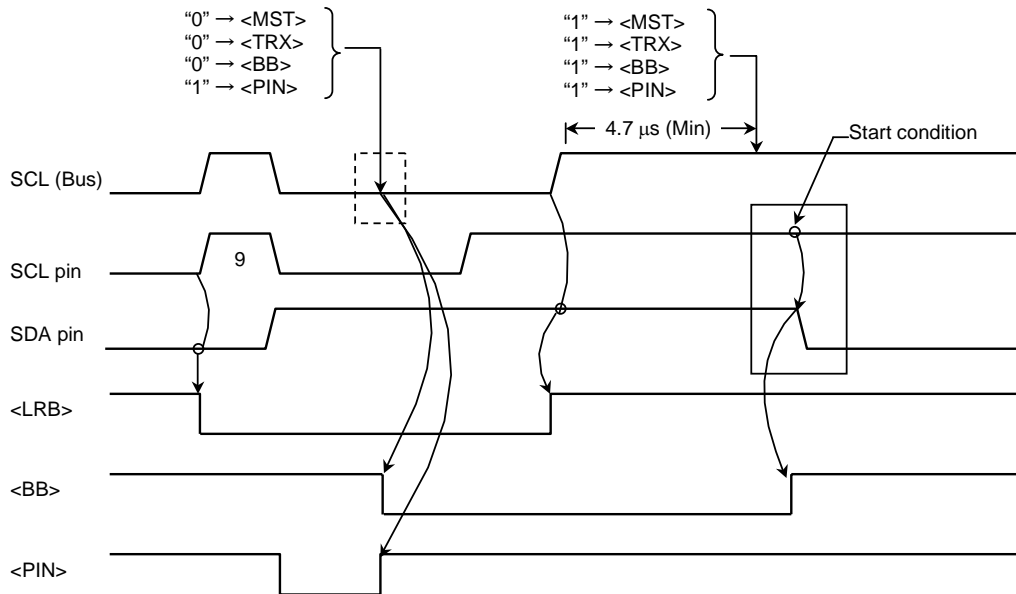 “0” → <MST>
“0” → <TRX>
“0” → <BB>
“1” → <PIN>
“1” → <MST>
“1” → <TRX>
“1” → <BB>
“1” → <PIN>
4.7 μs (Min)
Start condition
SCL (Bus)
SCL pin
9
SDA pin
<LRB>
<BB>
<PIN>